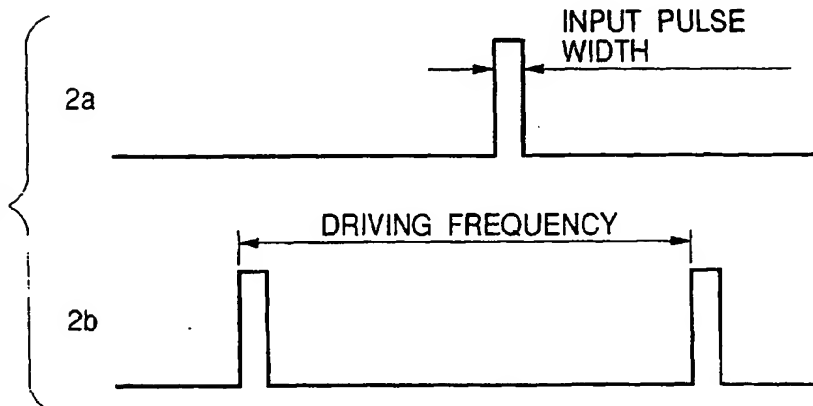 INPUT PULSE
WIDTH
2a
DRIVING FREQUENCY
2b